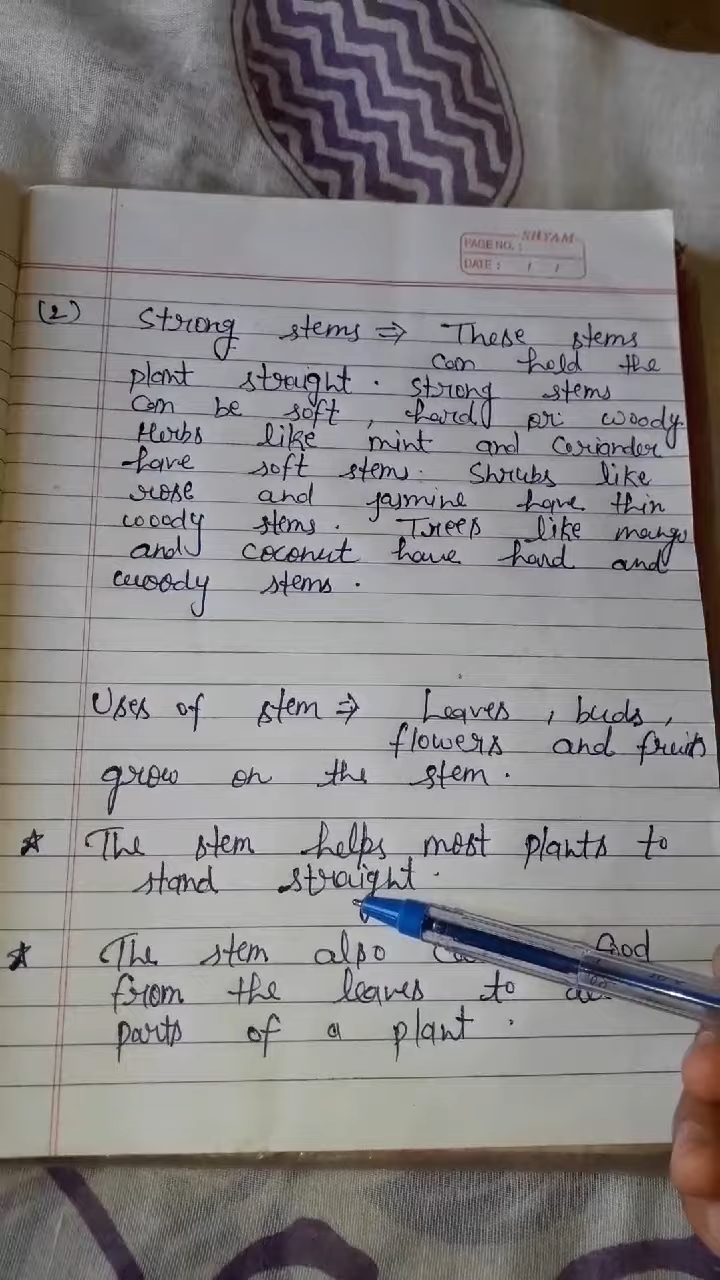 SHYAM
PAGE NO. :
DATE : / /
(2) Strong stems ⇒ These stems
can hold the
plant straight. Strong stems
can be soft, hard or woody.
Herbs like mint and Coriander
have soft stems. Shrubs like
rose and jasmine have thin
wooody stems. Trees like mango
and coconut have hard and
woody stems.
Uses of stem ⇒ Leaves, buds,
flowers and fruits
grow on the stem.
☆ The stem helps most plants to
stand straight.
☆ The stem also
from the leaves to
parts of a plant.